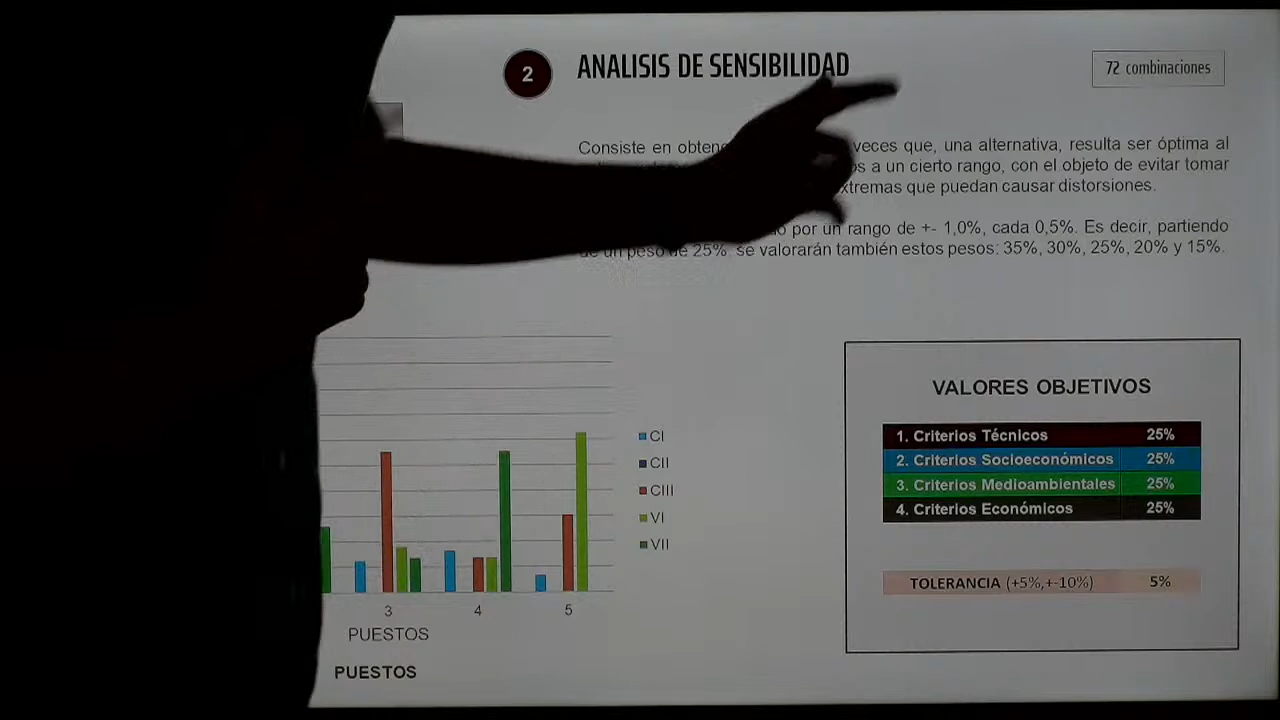 2 ANALISIS DE SENSIBILIDAD
72 combinaciones
Consiste en veces que, una alternativa, resulta ser óptima al
a un cierto rango, con el objeto de evitar tomar
extremas que puedan causar distorsiones.
por un rango de +- 1,0%, cada 0,5%. Es decir, partiendo
de un peso de 25%, se valorarán también estos pesos: 35%, 30%, 25%, 20% y 15%.
CI
CII
CIII
VI
VII
3 4 5
PUESTOS
PUESTOS
VALORES OBJETIVOS
1. Criterios Técnicos 25%
2. Criterios Socioeconómicos 25%
3. Criterios Medioambientales 25%
4. Criterios Económicos 25%
TOLERANCIA (+5%,+-10%) 5%